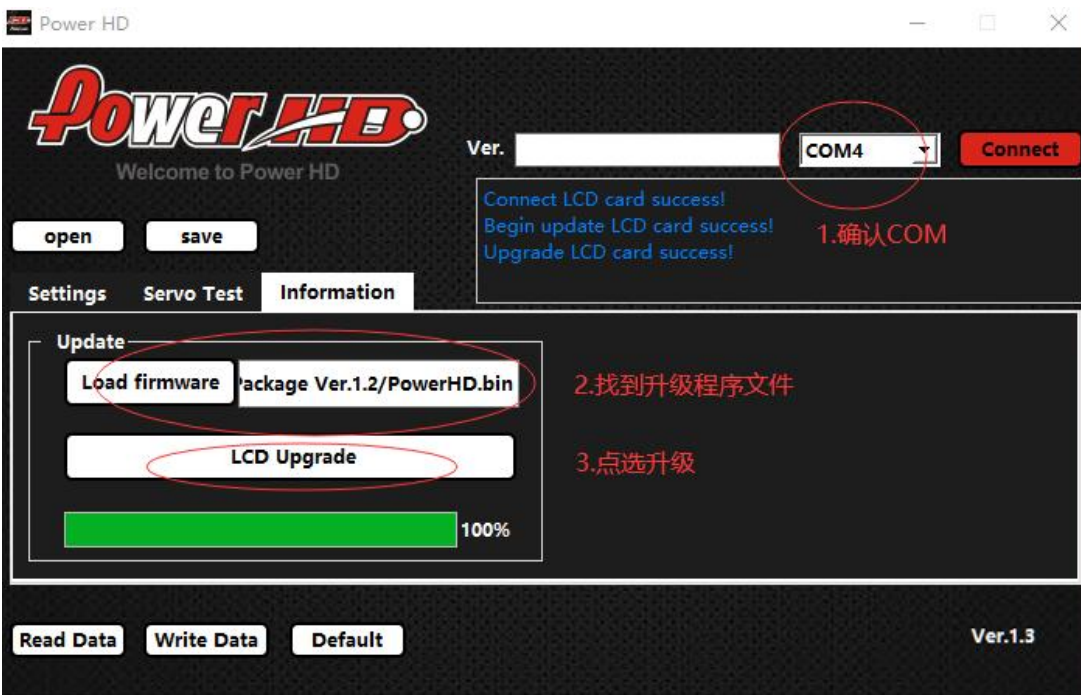 Power HD
Power HD
Welcome to Power HD
Ver.
COM4
Connect
Connect LCD card success!
Begin update LCD card success!
Upgrade LCD card success!
1.确认COM
open
save
Settings
Servo Test
Information
Update
Load firmware
Package Ver.1.2/PowerHD.bin
2.找到升级程序文件
LCD Upgrade
3.点选升级
100%
Read Data
Write Data
Default
Ver.1.3